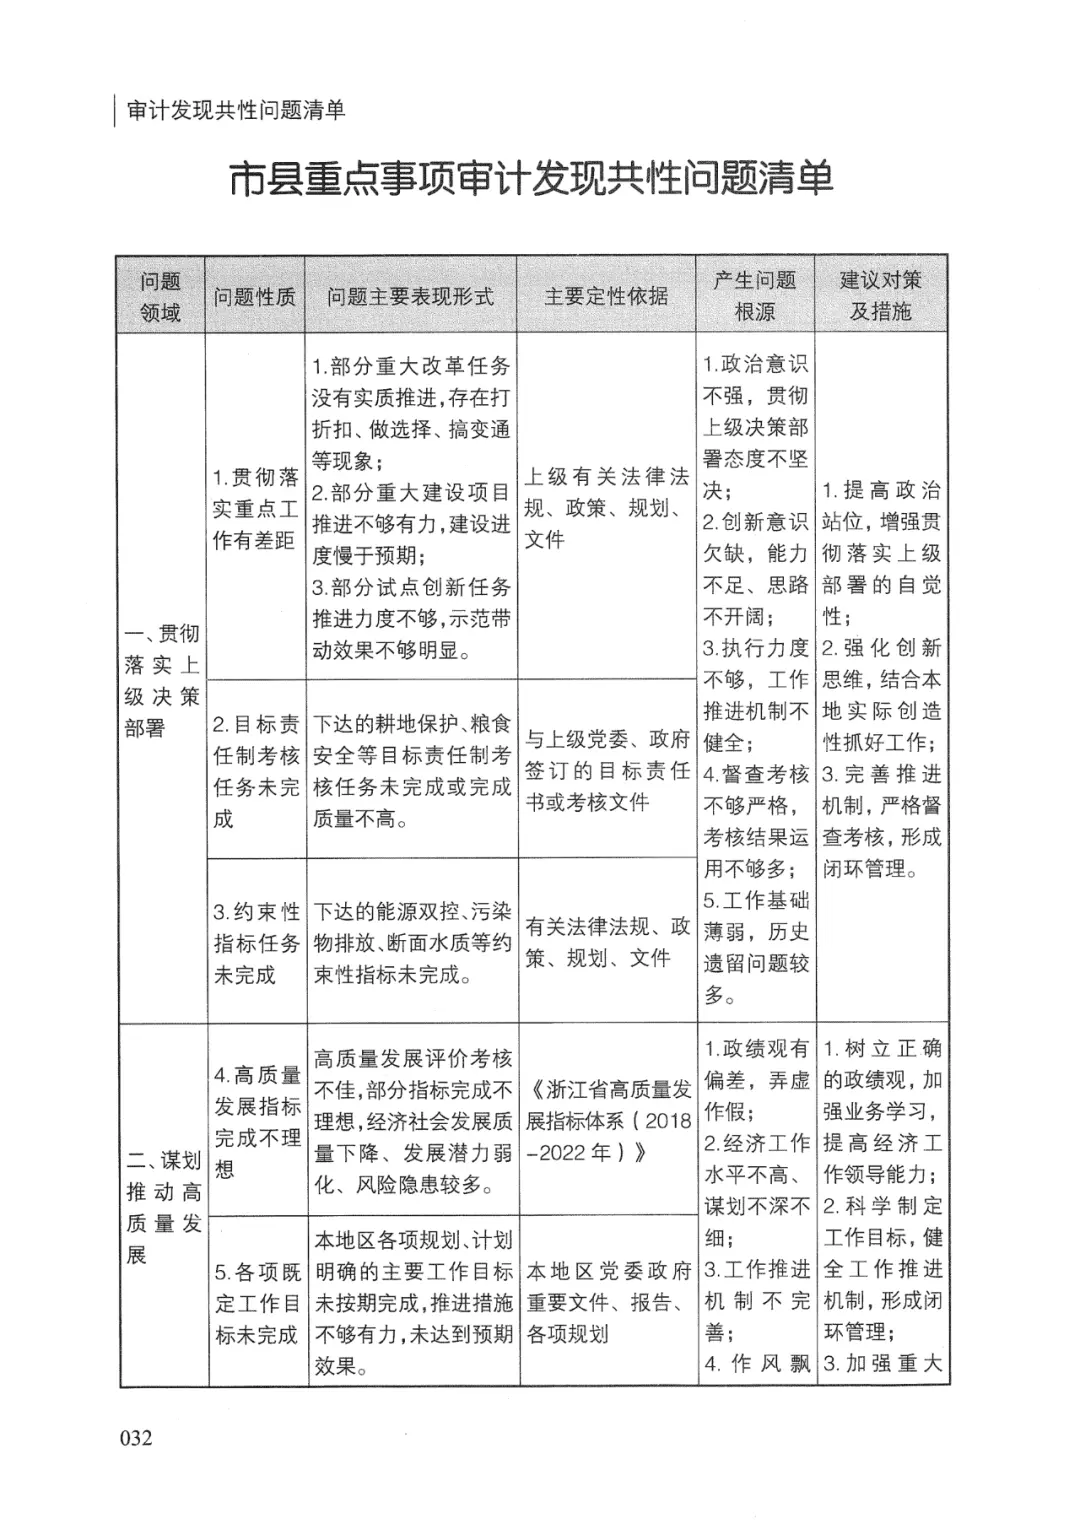 审计发现共性问题清单
市县重点事项审计发现共性问题清单
问题
领域
问题性质
问题主要表现形式
主要定性依据
产生问题
根源
建议对策
及措施
一、贯彻
落实上
级决策
部署
1.贯彻落
实重点工
作有差距
1.部分重大改革任务
没有实质推进,存在打
折扣、做选择、搞变通
等现象;
2.部分重大建设项目
推进不够有力,建设进
度慢于预期;
3.部分试点创新任务
推进力度不够,示范带
动效果不够明显。
上级有关法律法
规、政策、规划、
文件
2.目标责
任制考核
任务未完
成
下达的耕地保护、粮食
安全等目标责任制考
核任务未完成或完成
质量不高。
与上级党委、政府
签订的目标责任
书或考核文件
3.约束性
指标任务
未完成
下达的能源双控、污染
物排放、断面水质等约
束性指标未完成。
有关法律法规、政
策、规划、文件
1.政治意识
不强，贯彻
上级决策部
署态度不坚
决;
2.创新意识
欠缺，能力
不足、思路
不开阔;
3.执行力度
不够，工作
推进机制不
健全;
4.督查考核
不够严格，
考核结果运
用不够多;
5.工作基础
薄弱，历史
遗留问题较
多。
1.提高政治
站位，增强贯
彻落实上级
部署的自觉
性;
2.强化创新
思维，结合本
地实际创造
性抓好工作;
3.完善推进
机制，严格督
查考核，形成
闭环管理。
二、谋划
推动高
质量发
展
4.高质量
发展指标
完成不理
想
高质量发展评价考核
不佳,部分指标完成不
理想,经济社会发展质
量下降、发展潜力弱
化、风险隐患较多。
《浙江省高质量发
展指标体系（2018
-2022年）》
5.各项既
定工作目
标未完成
本地区各项规划、计划
明确的主要工作目标
未按期完成,推进措施
不够有力,未达到预期
效果。
本地区党委政府
重要文件、报告、
各项规划
1.政绩观有
偏差，弄虚
作假;
2.经济工作
水平不高、
谋划不深不
细;
3.工作推进
机制不完
善;
4.作风飘
1.树立正确
的政绩观，加
强业务学习，
提高经济工
作领导能力;
2.科学制定
工作目标，健
全工作推进
机制，形成闭
环管理;
3.加强重大
032